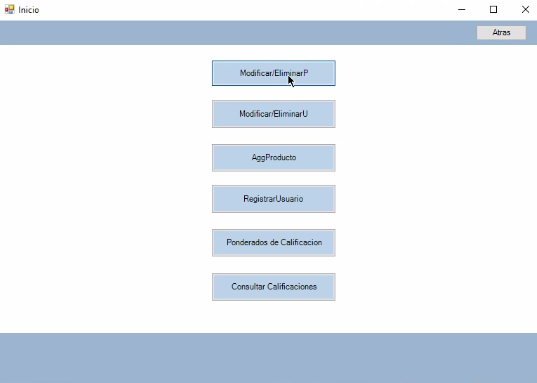 Inicio
Atras
Modificar/EliminarP
Modificar/EliminarU
AggProducto
RegistrarUsuario
Ponderados de Calificacion
Consultar Calificaciones